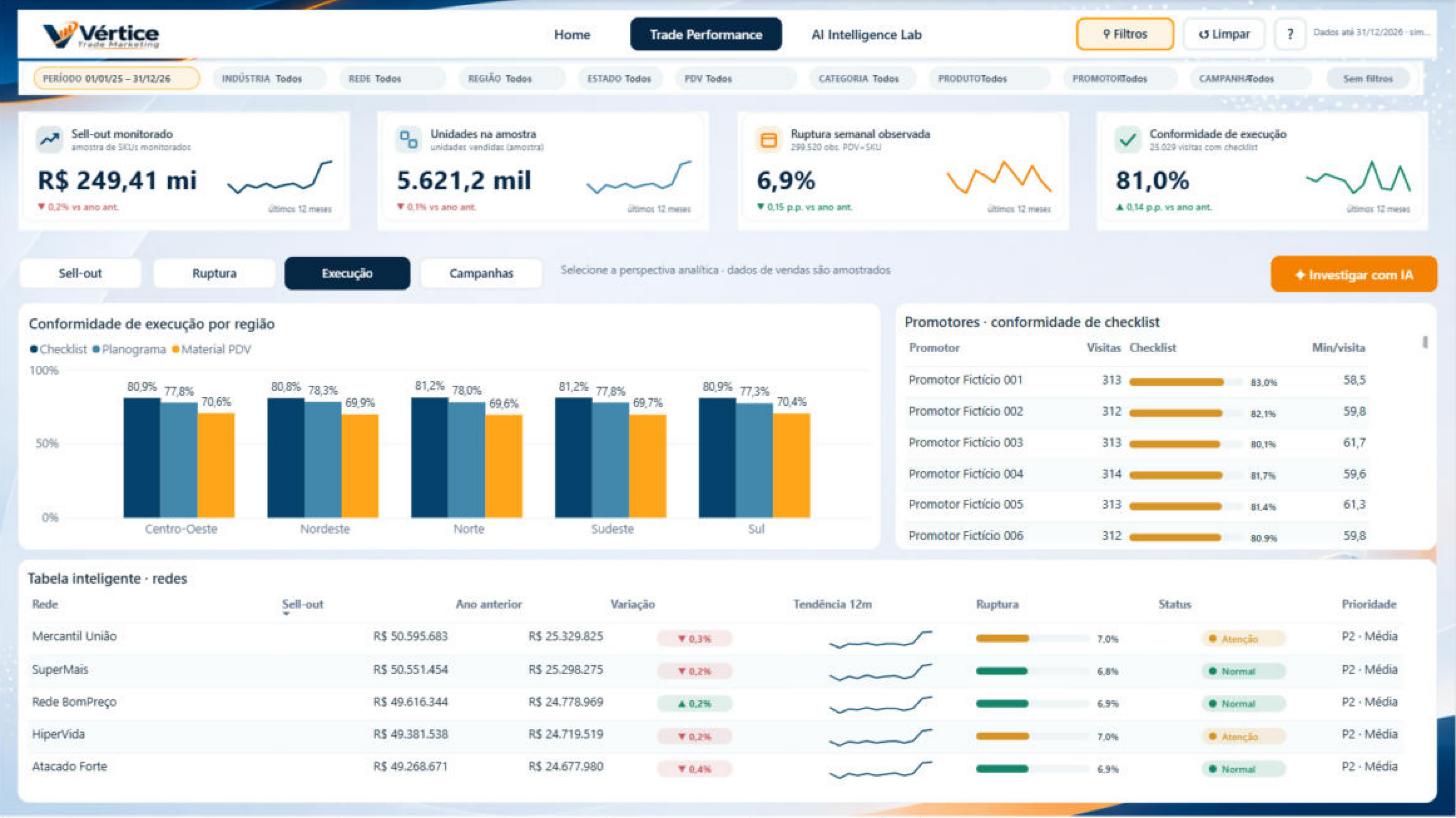 Vértice
Trade Marketing
Home
Trade Performance
AI Intelligence Lab
Filtros
Limpar
?
Dados até 31/12/2026 · sim...
PERÍODO 01/01/25 – 31/12/26
INDÚSTRIA Todos
REDE Todos
REGIÃO Todos
ESTADO Todos
PDV Todos
CATEGORIA Todos
PRODUTOTodos
PROMOTORTodos
CAMPANHATodos
Sem filtros
Sell-out monitorado
amostra de SKUs monitorados
R$ 249,41 mi
▼ 0,2% vs ano ant.
últimos 12 meses
Unidades na amostra
unidades vendidas (amostra)
5.621,2 mil
▼ 0,1% vs ano ant.
últimos 12 meses
Ruptura semanal observada
299.520 obs. PDV×SKU
6,9%
▼ 0,15 p.p. vs ano ant.
últimos 12 meses
Conformidade de execução
25.029 visitas com checklist
81,0%
▲ 0,14 p.p. vs ano ant.
últimos 12 meses
Sell-out
Ruptura
Execução
Campanhas
Selecione a perspectiva analítica · dados de vendas são amostrados
✦ Investigar com IA
Conformidade de execução por região
Checklist Planograma Material PDV
100%
50%
0%
80,9% 77,8% 70,6%
80,8% 78,3% 69,9%
81,2% 78,0% 69,6%
81,2% 77,8% 69,7%
80,9% 77,3% 70,4%
Centro-Oeste Nordeste Norte Sudeste Sul
Promotores · conformidade de checklist
Promotor Visitas Checklist Min/visita
Promotor Fictício 001 313 83,0% 58,5
Promotor Fictício 002 312 82,1% 59,8
Promotor Fictício 003 313 80,1% 61,7
Promotor Fictício 004 314 81,7% 59,6
Promotor Fictício 005 313 81,4% 61,3
Promotor Fictício 006 312 80,9% 59,8
Tabela inteligente · redes
Rede Sell-out Ano anterior Variação Tendência 12m Ruptura Status Prioridade
Mercantil União R$ 50.595.683 R$ 25.329.825 ▼ 0,3% 7,0% Atenção P2 · Média
SuperMais R$ 50.551.454 R$ 25.298.275 ▼ 0,2% 6,8% Normal P2 · Média
Rede BomPreço R$ 49.616.344 R$ 24.778.969 ▲ 0,2% 6,9% Normal P2 · Média
HiperVida R$ 49.381.538 R$ 24.719.519 ▼ 0,2% 7,0% Atenção P2 · Média
Atacado Forte R$ 49.268.671 R$ 24.677.980 ▼ 0,4% 6,9% Normal P2 · Média